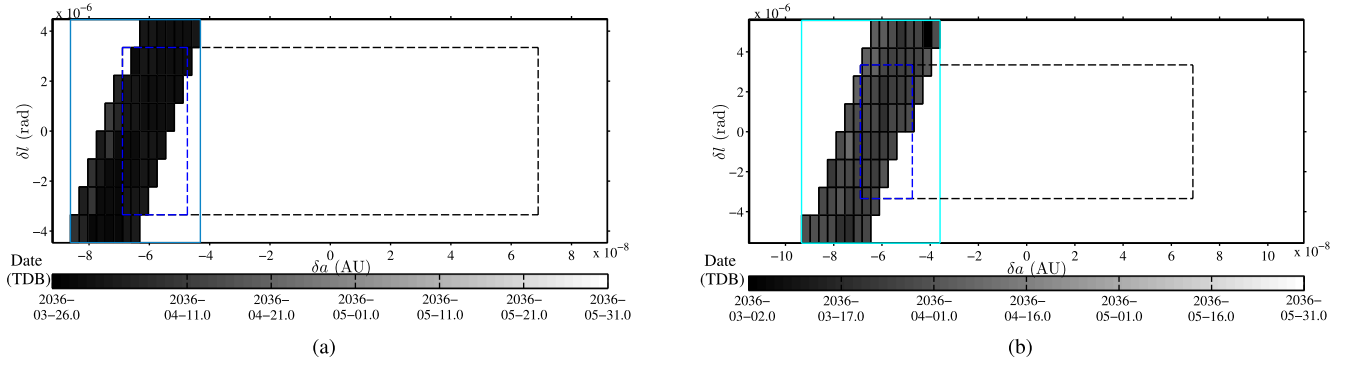 x 10⁻⁶
4
2
0
−2
−4
δl (rad)
−8 −6 −4 −2 0 2 4 6 8 x 10⁻⁸
δa (AU)
Date
(TDB)
2036− 2036− 2036− 2036− 2036− 2036− 2036−
03−26.0 04−11.0 04−21.0 05−01.0 05−11.0 05−21.0 05−31.0
(a)
x 10⁻⁶
4
2
0
−2
−4
δl (rad)
−10 −8 −6 −4 −2 0 2 4 6 8 10 x 10⁻⁸
δa (AU)
Date
(TDB)
2036− 2036− 2036− 2036− 2036− 2036− 2036−
03−02.0 03−17.0 04−01.0 04−16.0 05−01.0 05−16.0 05−31.0
(b)